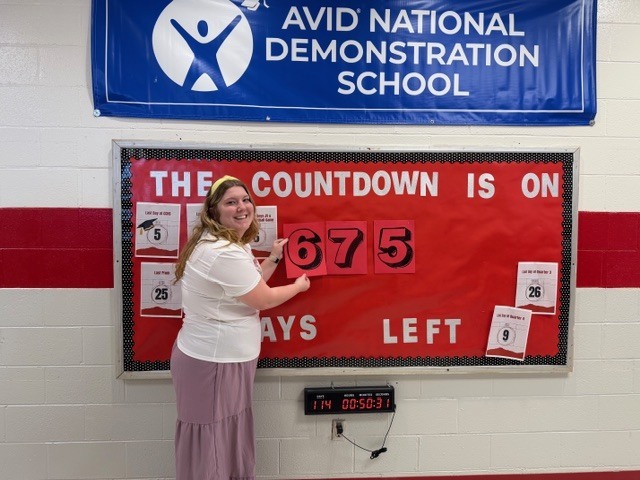 AVID® NATIONAL
DEMONSTRATION
SCHOOL
THE COUNTDOWN IS ON
5
675
25
26
AYS LEFT
9
114 00:50:31